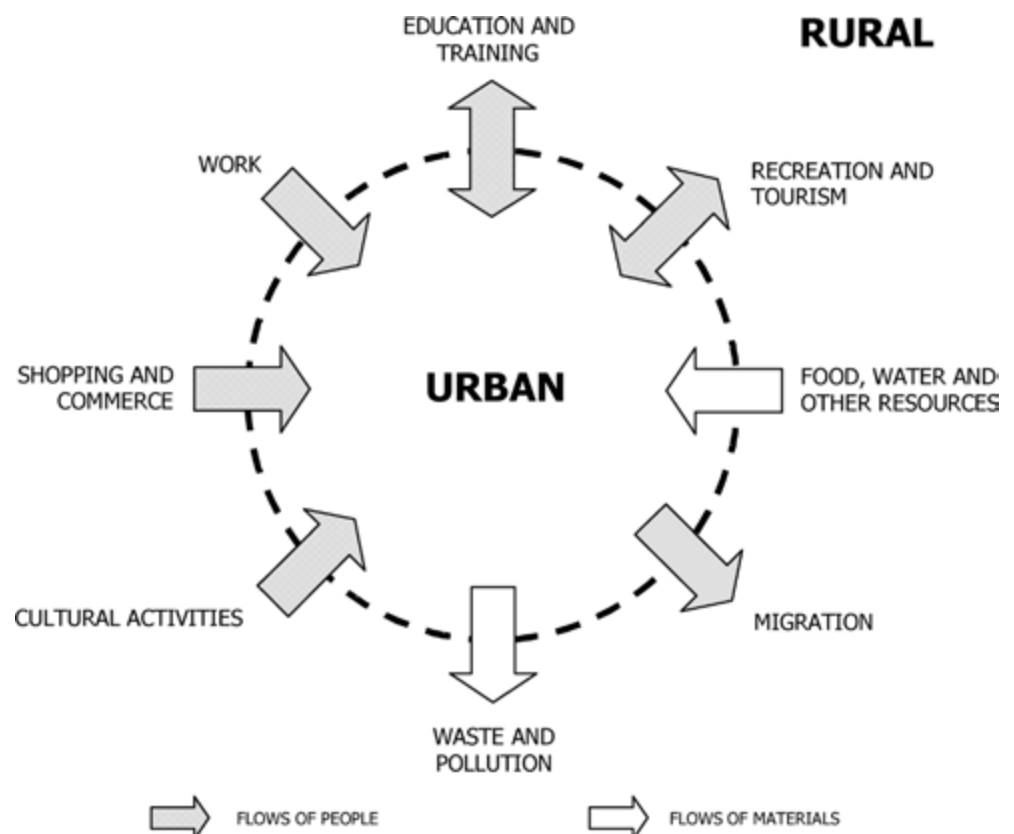 EDUCATION AND
TRAINING
RURAL
WORK
RECREATION AND
TOURISM
SHOPPING AND
COMMERCE
URBAN
FOOD, WATER AND
OTHER RESOURCES
CULTURAL ACTIVITIES
MIGRATION
WASTE AND
POLLUTION
FLOWS OF PEOPLE
FLOWS OF MATERIALS